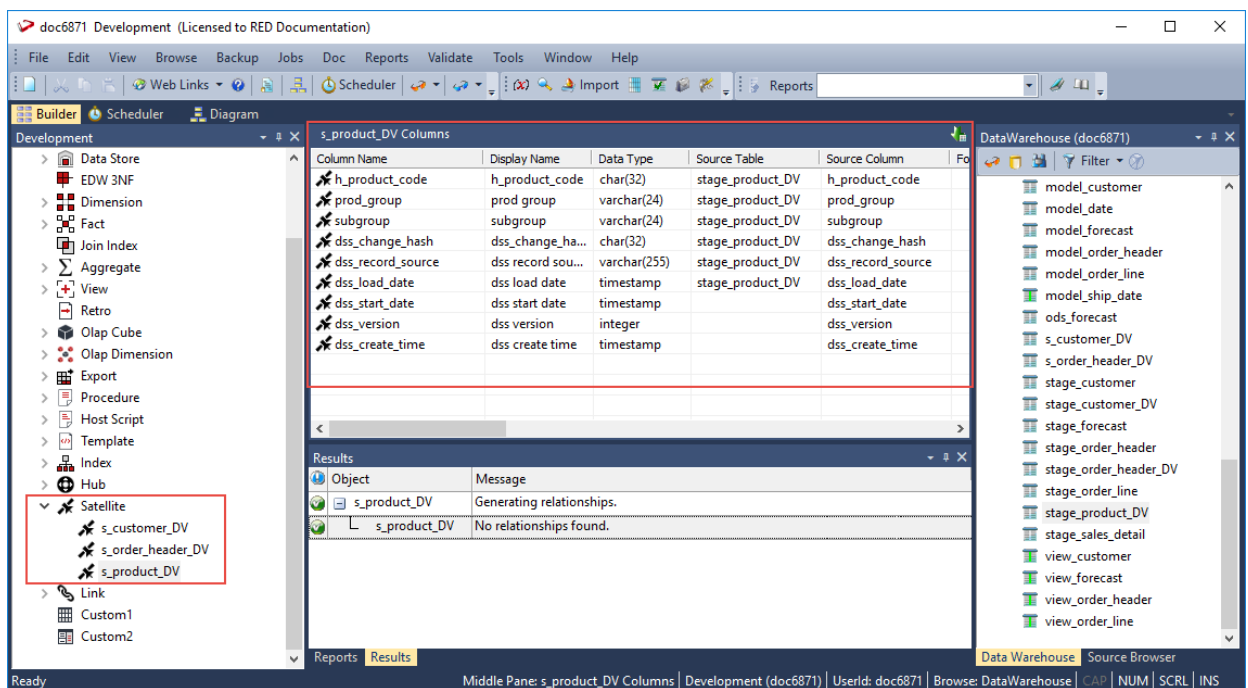 doc6871 Development (Licensed to RED Documentation)
File Edit View Browse Backup Jobs Doc Reports Validate Tools Window Help
Web Links Scheduler (x) Import Reports
Builder Scheduler Diagram
Development
Data Store
EDW 3NF
Dimension
Fact
Join Index
Aggregate
View
Retro
Olap Cube
Olap Dimension
Export
Procedure
Host Script
Template
Index
Hub
Satellite
s_customer_DV
s_order_header_DV
s_product_DV
Link
Custom1
Custom2
s_product_DV Columns
Column Name Display Name Data Type Source Table Source Column Fo
h_product_code h_product_code char(32) stage_product_DV h_product_code
prod_group prod group varchar(24) stage_product_DV prod_group
subgroup subgroup varchar(24) stage_product_DV subgroup
dss_change_hash dss_change_ha... char(32) stage_product_DV dss_change_hash
dss_record_source dss record sou... varchar(255) stage_product_DV dss_record_source
dss_load_date dss load date timestamp stage_product_DV dss_load_date
dss_start_date dss start date timestamp dss_start_date
dss_version dss version integer dss_version
dss_create_time dss create time timestamp dss_create_time
Results
Object Message
s_product_DV Generating relationships.
s_product_DV No relationships found.
Reports Results
DataWarehouse (doc6871)
Filter
model_customer
model_date
model_forecast
model_order_header
model_order_line
model_ship_date
ods_forecast
s_customer_DV
s_order_header_DV
stage_customer
stage_customer_DV
stage_forecast
stage_order_header
stage_order_header_DV
stage_order_line
stage_product_DV
stage_sales_detail
view_customer
view_forecast
view_order_header
view_order_line
Data Warehouse Source Browser
Ready Middle Pane: s_product_DV Columns Development (doc6871) UserId: doc6871 Browse: DataWarehouse CAP NUM SCRL INS